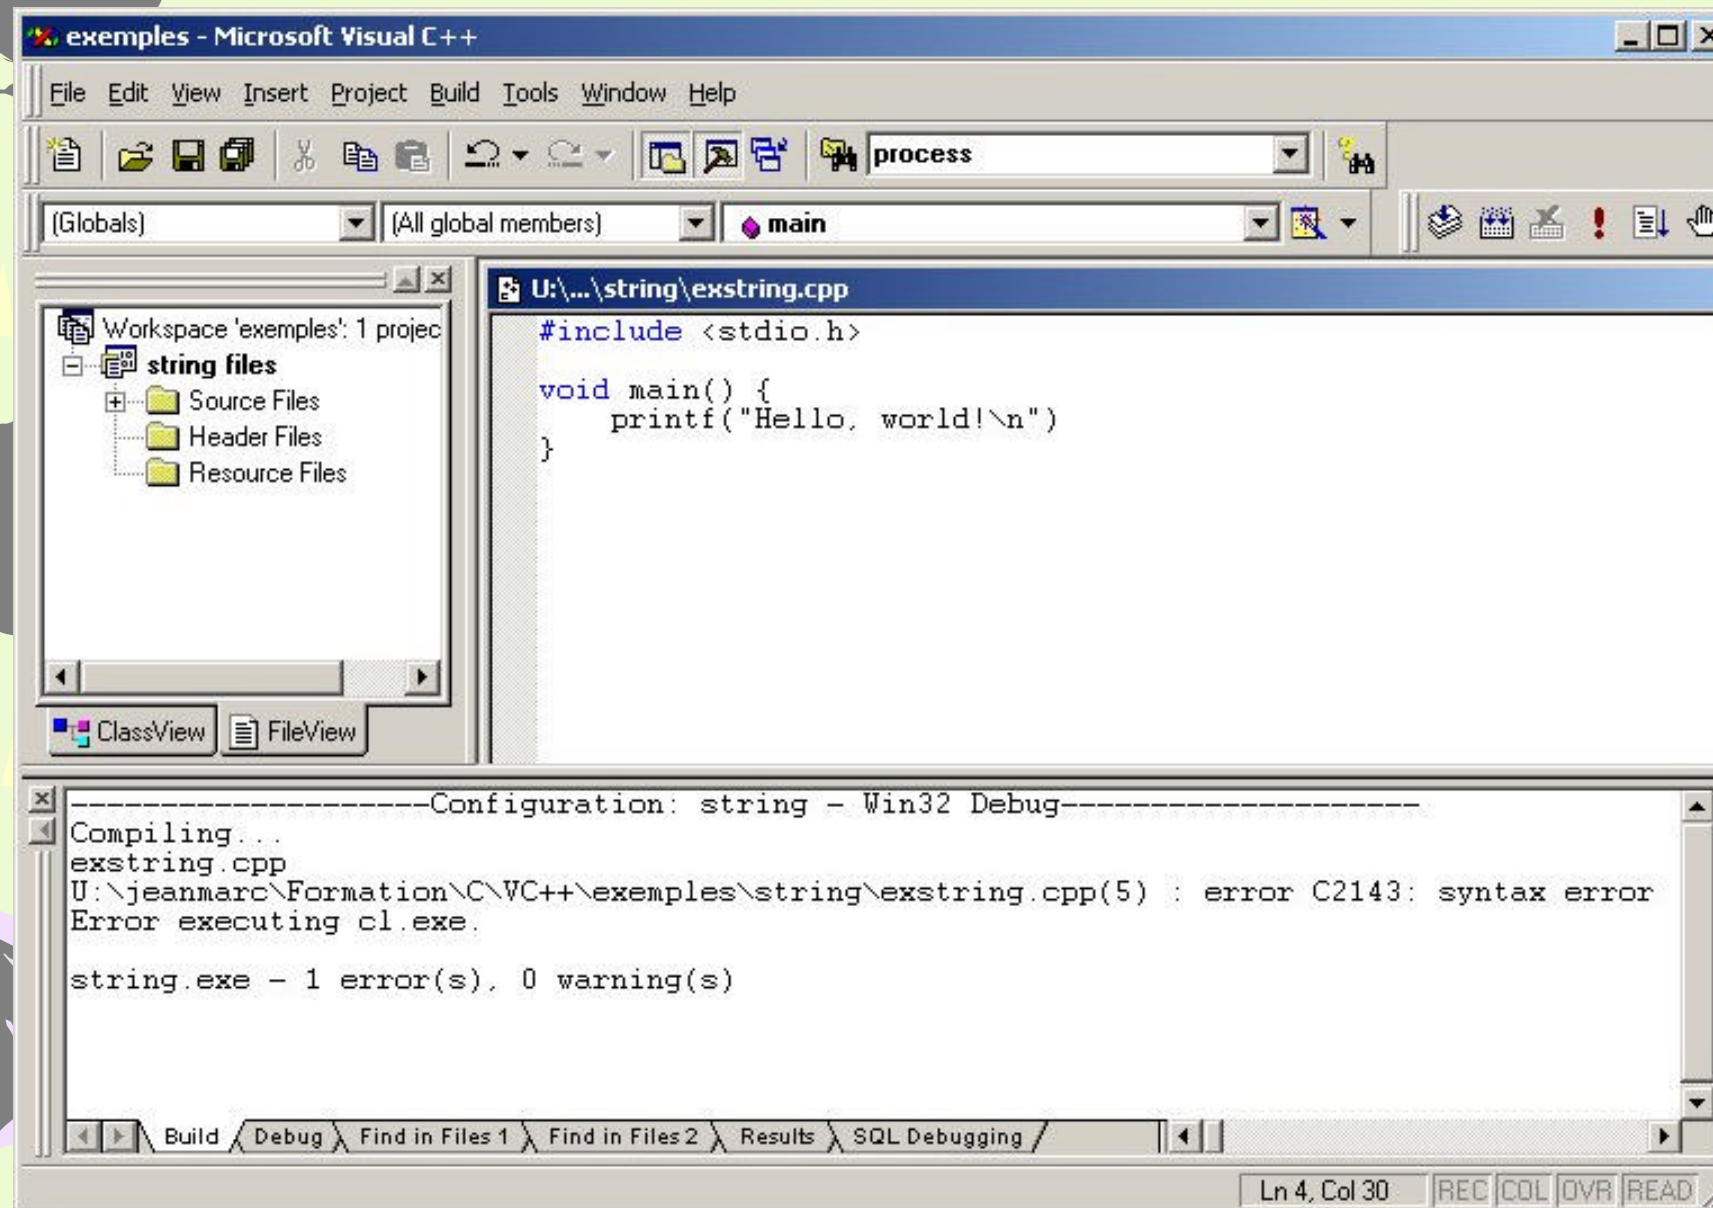 exemples - Microsoft Visual C++
File Edit View Insert Project Build Tools Window Help
process
(Globals) (All global members) main
Workspace 'exemples': 1 projec
string files
Source Files
Header Files
Resource Files
ClassView FileView
U:\...\string\exstring.cpp
#include <stdio.h>
void main() {
printf("Hello, world!\n")
}
--------------------Configuration: string - Win32 Debug--------------------
Compiling...
exstring.cpp
U:\jeanmarc\Formation\C\VC++\exemples\string\exstring.cpp(5) : error C2143: syntax error
Error executing cl.exe.
string.exe - 1 error(s), 0 warning(s)
Build Debug Find in Files 1 Find in Files 2 Results SQL Debugging
Ln 4, Col 30 REC COL OVR READ